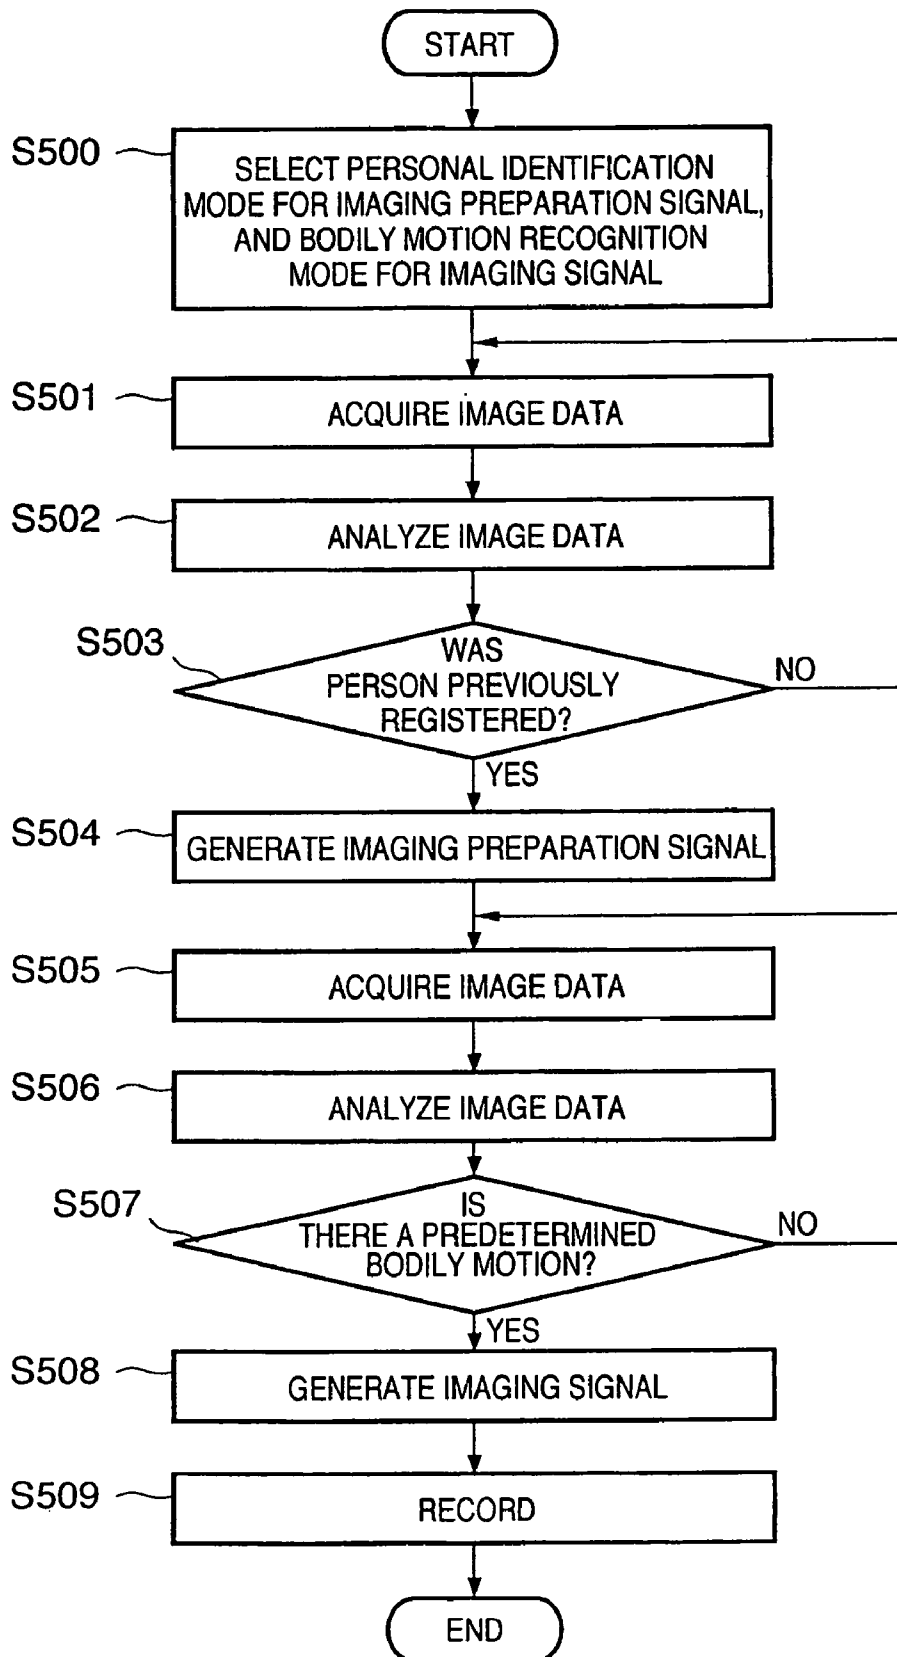 START
S500
SELECT PERSONAL IDENTIFICATION
MODE FOR IMAGING PREPARATION SIGNAL,
AND BODILY MOTION RECOGNITION
MODE FOR IMAGING SIGNAL
S501
ACQUIRE IMAGE DATA
S502
ANALYZE IMAGE DATA
S503
WAS
PERSON PREVIOUSLY
REGISTERED?
NO
YES
S504
GENERATE IMAGING PREPARATION SIGNAL
S505
ACQUIRE IMAGE DATA
S506
ANALYZE IMAGE DATA
S507
IS
THERE A PREDETERMINED
BODILY MOTION?
NO
YES
S508
GENERATE IMAGING SIGNAL
S509
RECORD
END